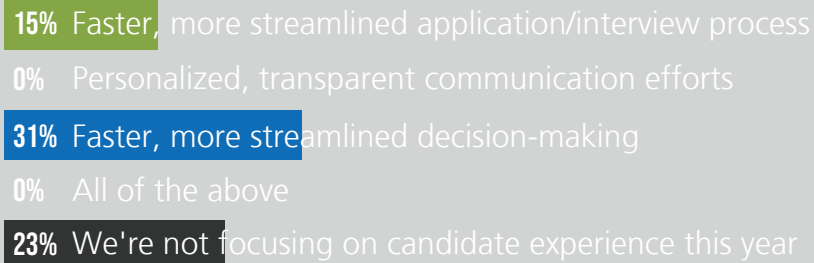 15% Faster, more streamlined application/interview process
0% Personalized, transparent communication efforts
31% Faster, more streamlined decision-making
0% All of the above
23% We're not focusing on candidate experience this year